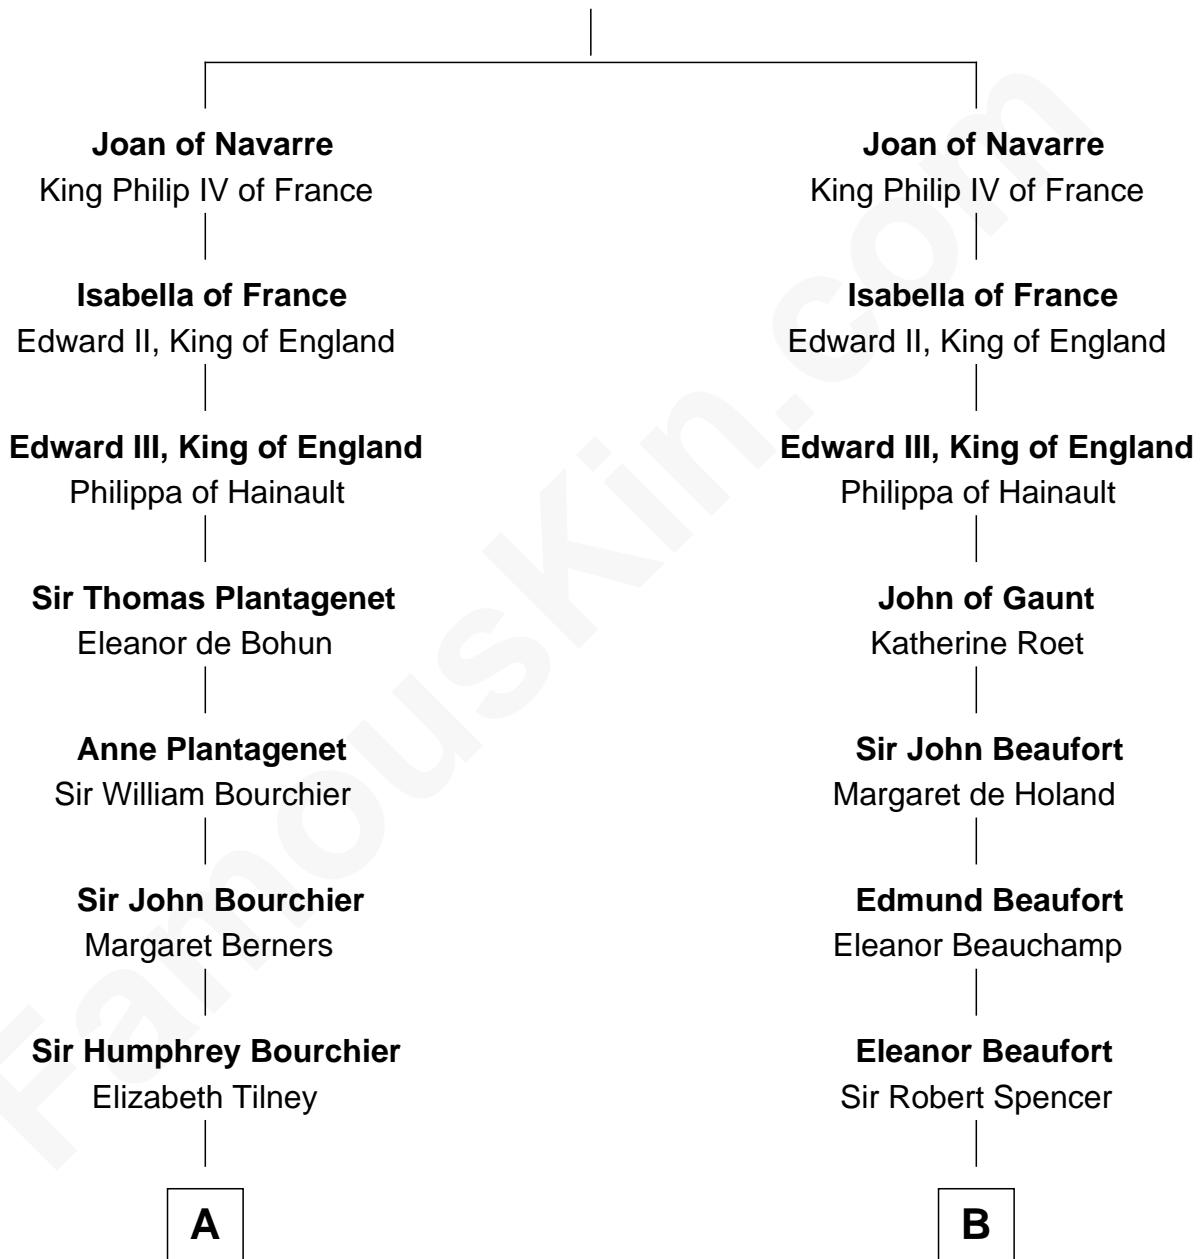 Joan of Navarre
King Philip IV of France
Isabella of France
Edward II, King of England
Edward III, King of England
Philippa of Hainault
Sir Thomas Plantagenet
Eleanor de Bohun
Anne Plantagenet
Sir William Bourchier
Sir John Bourchier
Margaret Berners
Sir Humphrey Bourchier
Elizabeth Tilney
A
Joan of Navarre
King Philip IV of France
Isabella of France
Edward II, King of England
Edward III, King of England
Philippa of Hainault
John of Gaunt
Katherine Roet
Sir John Beaufort
Margaret de Holand
Edmund Beaufort
Eleanor Beauchamp
Eleanor Beaufort
Sir Robert Spencer
B
FamousKin.com